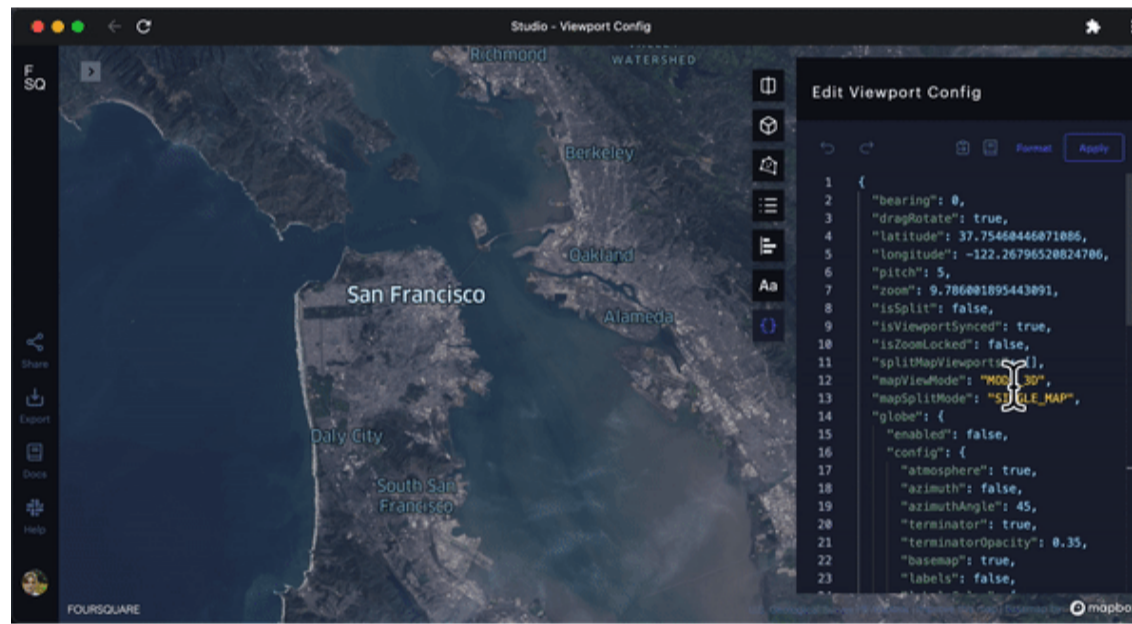 Studio - Viewport Config
F
SQ
Richmond
WATERSHED
Berkeley
Oakland
San Francisco
Alameda
Daly City
South San
Francisco
Share
Export
Docs
Help
FOURSQUARE
Aa
Edit Viewport Config
Format Apply
1 {
2 "bearing": 0,
3 "dragRotate": true,
4 "latitude": 37.75460446071086,
5 "longitude": -122.26796520824706,
6 "pitch": 5,
7 "zoom": 9.786001895443091,
8 "isSplit": false,
9 "isViewportSynced": true,
10 "isZoomLocked": false,
11 "splitMapViewports": [],
12 "mapViewMode": "MODE_3D",
13 "mapSplitMode": "SINGLE_MAP",
14 "globe": {
15 "enabled": false,
16 "config": {
17 "atmosphere": true,
18 "azimuth": false,
19 "azimuthAngle": 45,
20 "terminator": true,
21 "terminatorOpacity": 0.35,
22 "basemap": true,
23 "labels": false,
mapbo